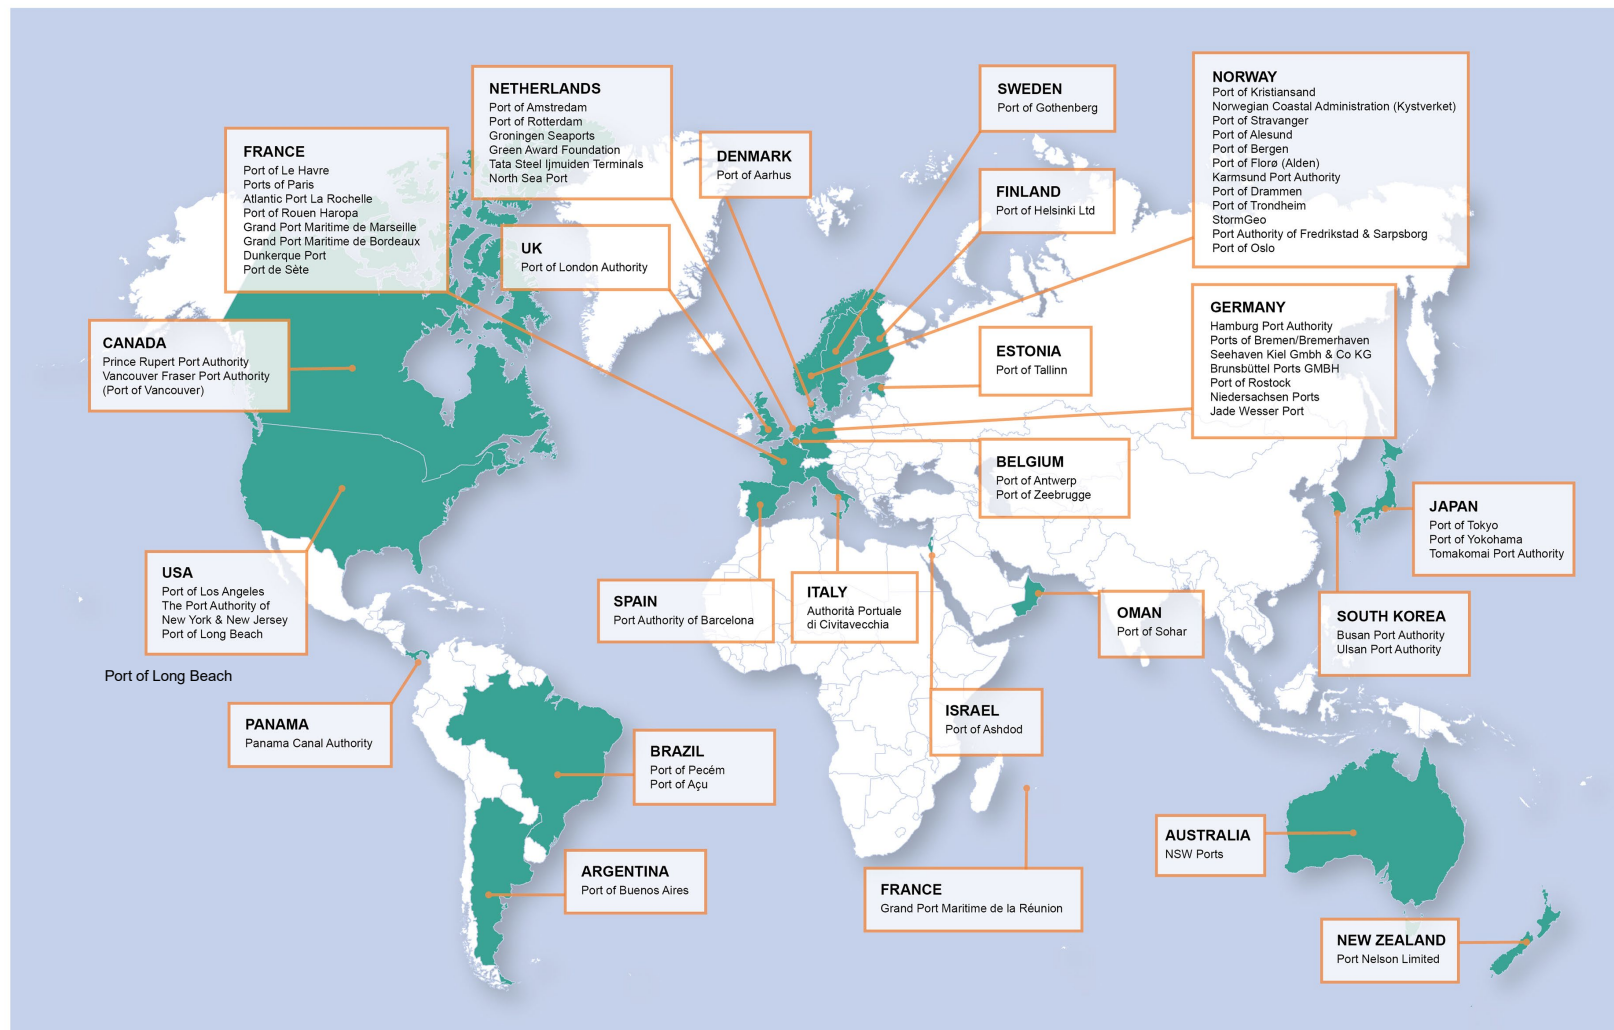 NETHERLANDS
Port of Amstredam
Port of Rotterdam
Groningen Seaports
Green Award Foundation
Tata Steel Ijmuiden Terminals
North Sea Port
SWEDEN
Port of Gothenberg
NORWAY
Port of Kristiansand
Norwegian Coastal Administration (Kystverket)
Port of Stravanger
Port of Alesund
Port of Bergen
Port of Florø (Alden)
Karmsund Port Authority
Port of Drammen
Port of Trondheim
StormGeo
Port Authority of Fredrikstad & Sarpsborg
Port of Oslo
FRANCE
Port of Le Havre
Ports of Paris
Atlantic Port La Rochelle
Port of Rouen Haropa
Grand Port Maritime de Marseille
Grand Port Maritime de Bordeaux
Dunkerque Port
Port de Sète
DENMARK
Port of Aarhus
FINLAND
Port of Helsinki Ltd
UK
Port of London Authority
GERMANY
Hamburg Port Authority
Ports of Bremen/Bremerhaven
Seehaven Kiel Gmbh & Co KG
Brunsbüttel Ports GMBH
Port of Rostock
Niedersachsen Ports
Jade Wesser Port
CANADA
Prince Rupert Port Authority
Vancouver Fraser Port Authority
(Port of Vancouver)
ESTONIA
Port of Tallinn
BELGIUM
Port of Antwerp
Port of Zeebrugge
JAPAN
Port of Tokyo
Port of Yokohama
Tomakomai Port Authority
USA
Port of Los Angeles
The Port Authority of
New York & New Jersey
Port of Long Beach
Port of Long Beach
SPAIN
Port Authority of Barcelona
ITALY
Authorità Portuale
di Civitavecchia
OMAN
Port of Sohar
SOUTH KOREA
Busan Port Authority
Ulsan Port Authority
PANAMA
Panama Canal Authority
ISRAEL
Port of Ashdod
BRAZIL
Port of Pecém
Port of Açu
AUSTRALIA
NSW Ports
ARGENTINA
Port of Buenos Aires
FRANCE
Grand Port Maritime de la Réunion
NEW ZEALAND
Port Nelson Limited